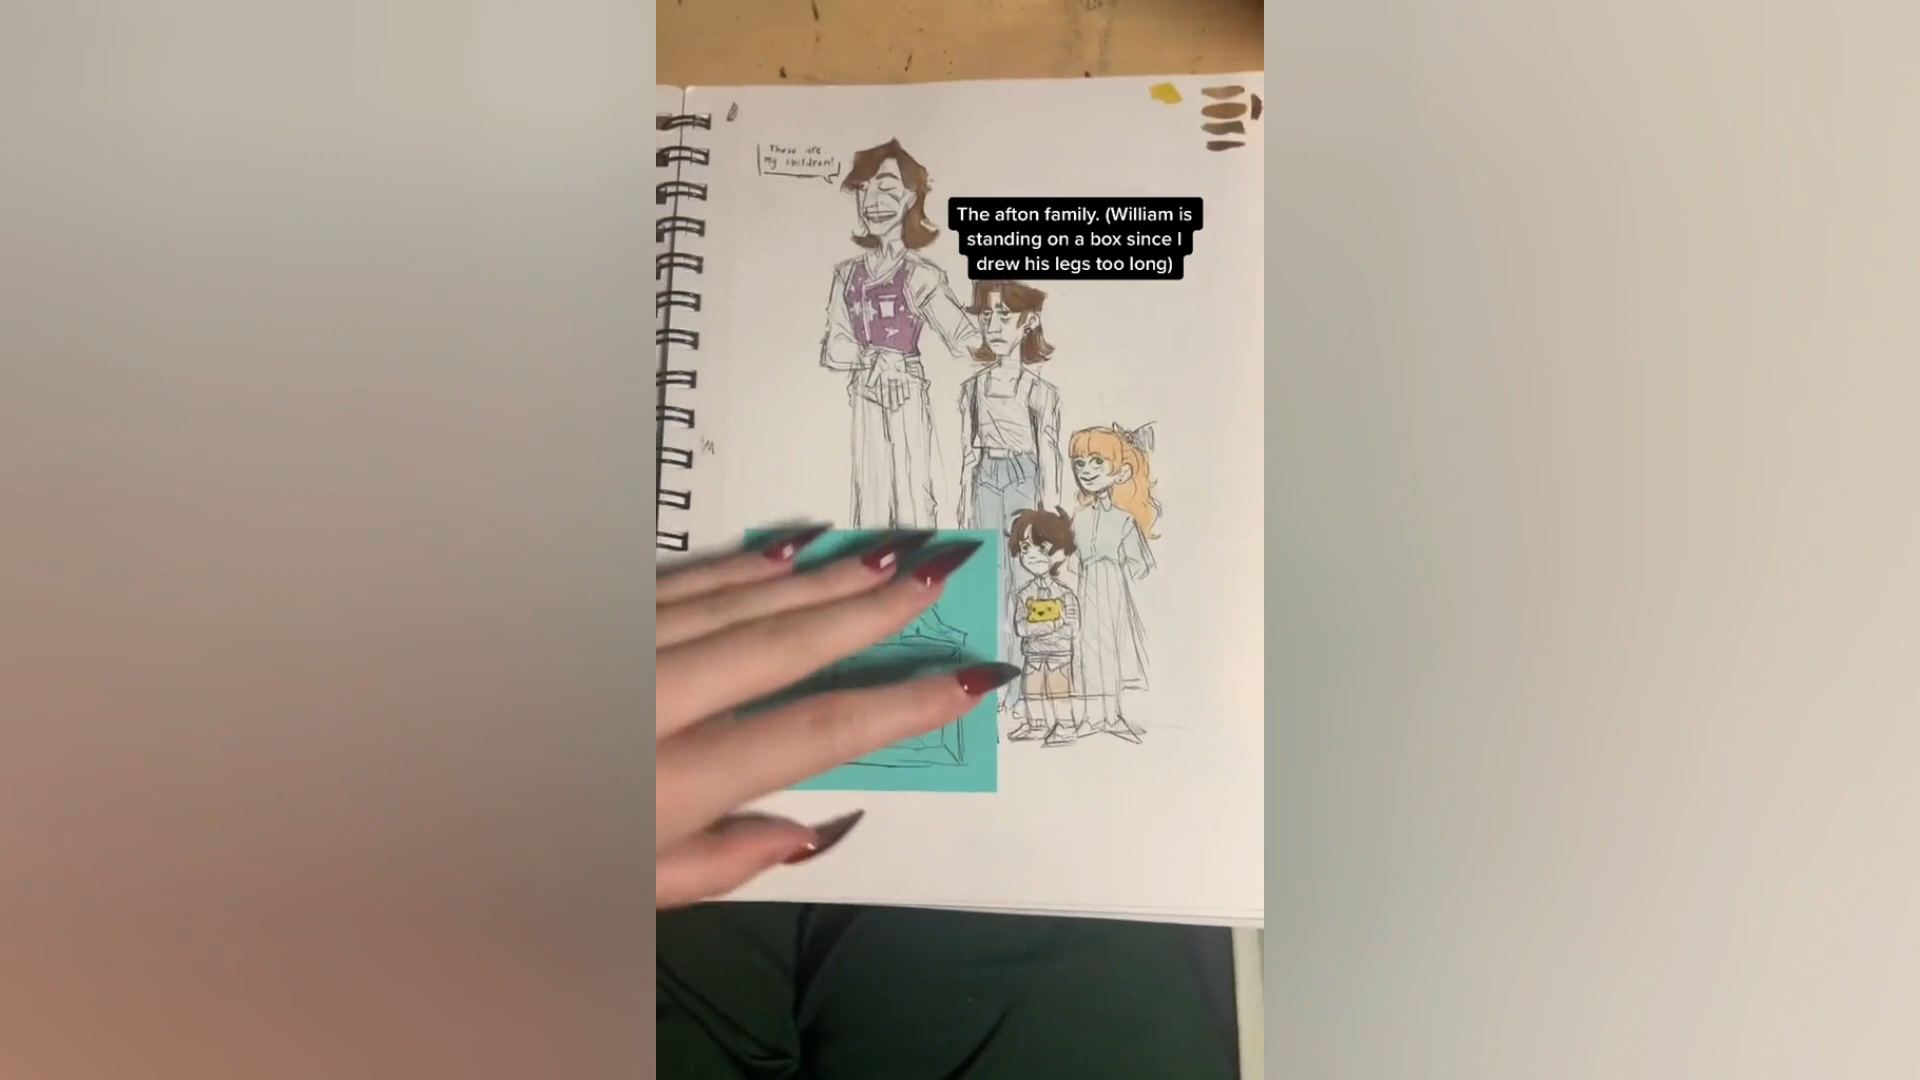 These are
My children!
The afton family. (William is
standing on a box since I
drew his legs too long)